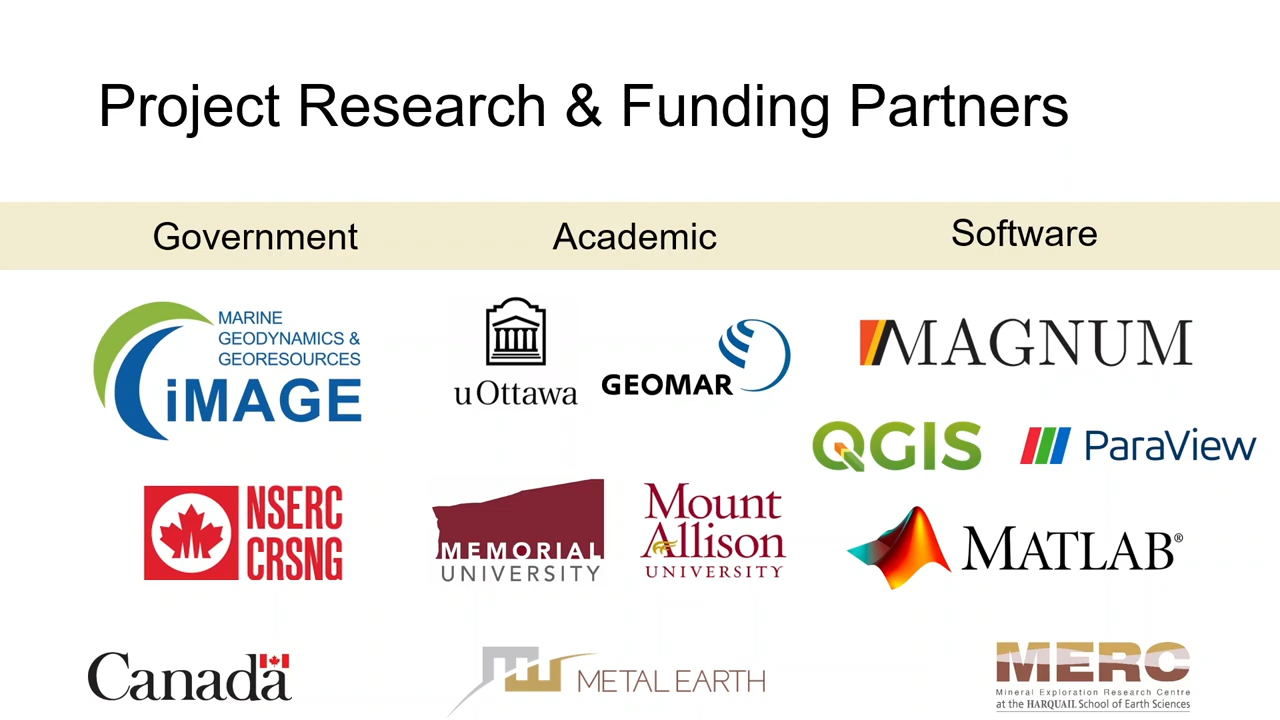 Project Research & Funding Partners
Government
Academic
Software
MARINE
GEODYNAMICS &
GEORESOURCES
iMAGE
uOttawa
GEOMAR
MAGNUM
QGIS
ParaView
NSERC
CRSNG
MEMORIAL
UNIVERSITY
Mount
Allison
UNIVERSITY
MATLAB®
Canada
METAL EARTH
MERC
Mineral Exploration Research Centre
at the HARQUAIL School of Earth Sciences